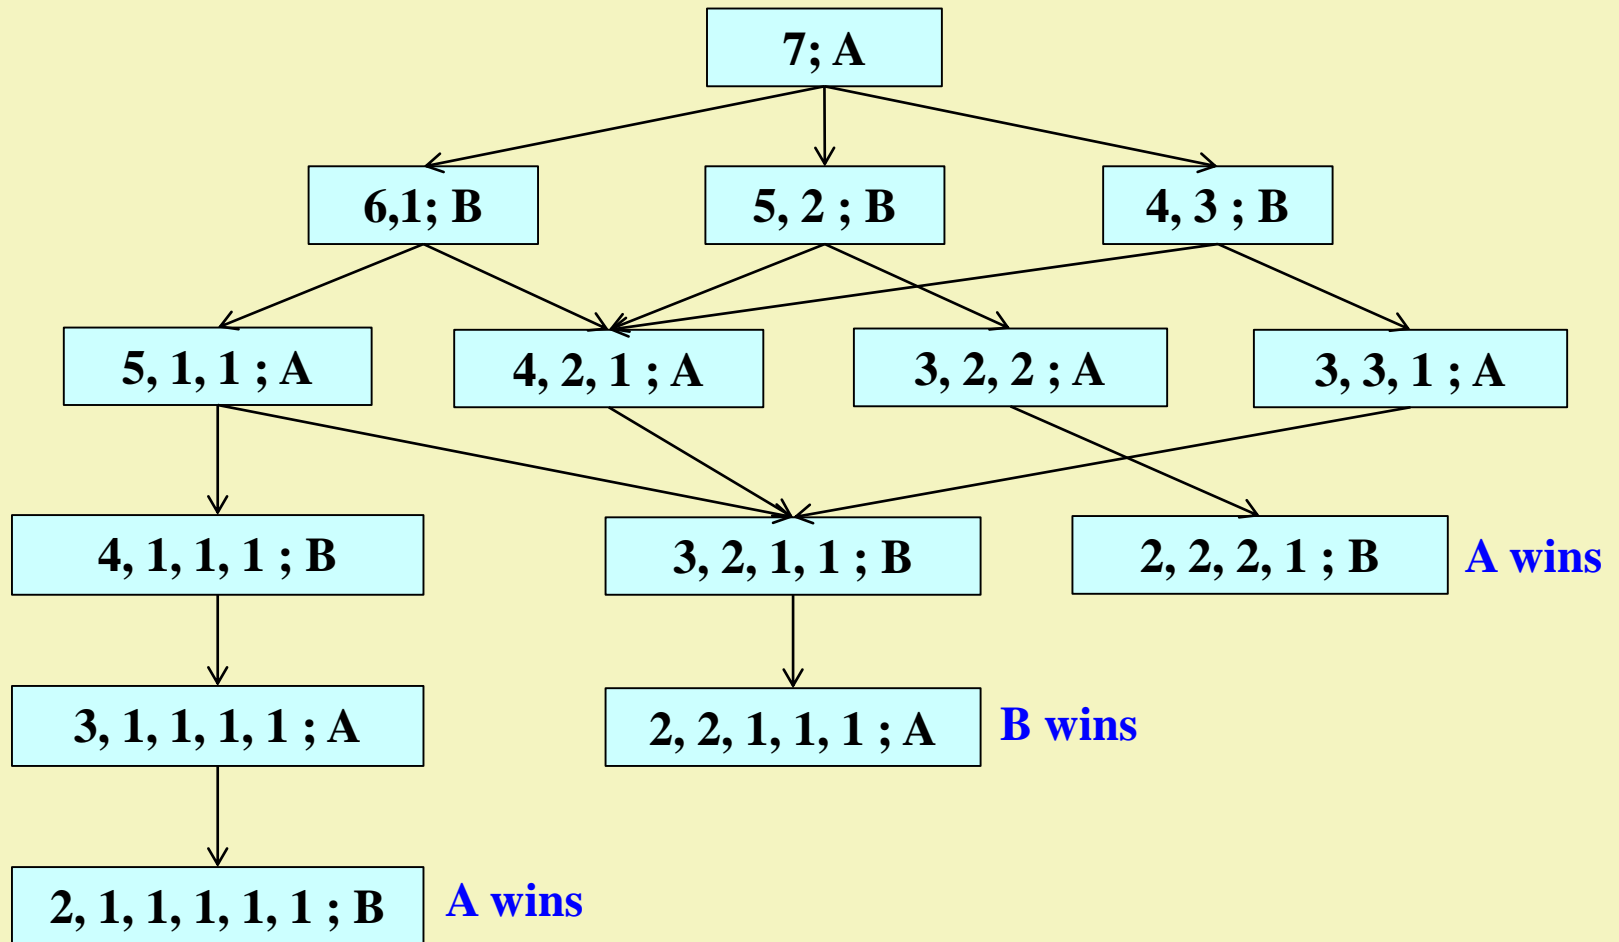 7; A
6,1; B
5, 2 ; B
4, 3 ; B
5, 1, 1 ; A
4, 2, 1 ; A
3, 2, 2 ; A
3, 3, 1 ; A
4, 1, 1, 1 ; B
3, 2, 1, 1 ; B
2, 2, 2, 1 ; B
A wins
3, 1, 1, 1, 1 ; A
2, 2, 1, 1, 1 ; A
B wins
2, 1, 1, 1, 1, 1 ; B
A wins